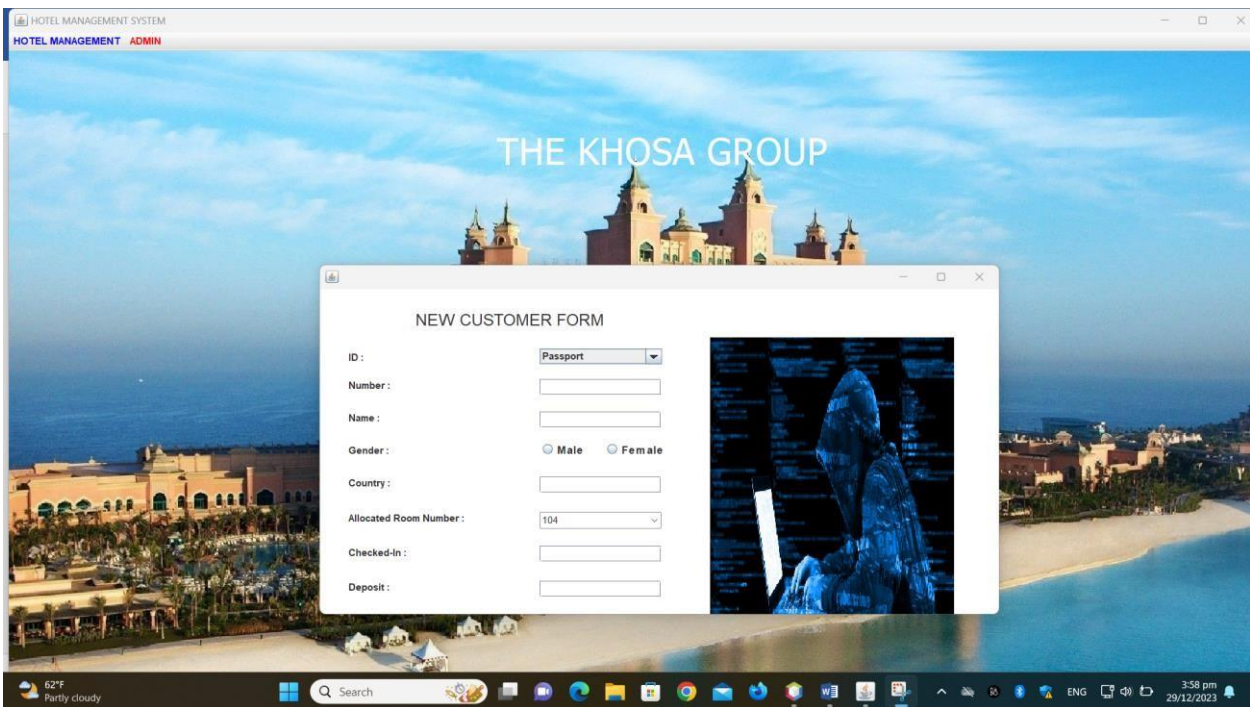 HOTEL MANAGEMENT SYSTEM
HOTEL MANAGEMENT ADMIN
THE KHOSA GROUP
NEW CUSTOMER FORM
ID : Passport
Number :
Name :
Gender : Male Female
Country :
Allocated Room Number : 104
Checked-In :
Deposit :
62°F
Partly cloudy
Search
ENG
3:58 pm
29/12/2023